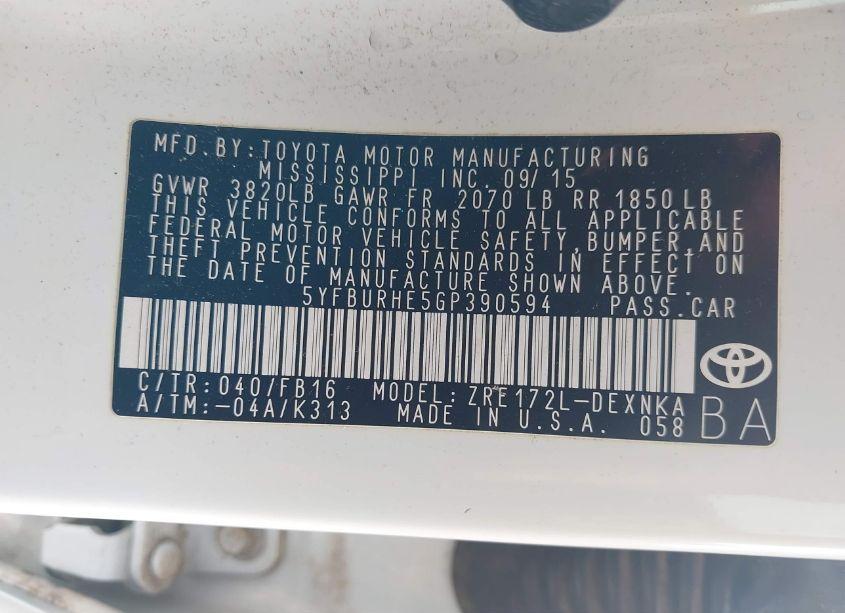 MFD.BY:TOYOTA MOTOR MANUFACTURING
MISSISSIPPI INC. 09/15
GVWR 3820LB GAWR FR 2070 LB RR 1850 LB
THIS VEHICLE CONFORMS TO ALL APPLICABLE
FEDERAL MOTOR VEHICLE SAFETY,BUMPER,AND
THEFT PREVENTION STANDARDS IN EFFECT ON
THE DATE OF MANUFACTURE SHOWN ABOVE.
5YFBURHE5GP390594 PASS.CAR
C/TR:040/FB16 MODEL:ZRE172L-DEXNKA
A/TM:-04A/K313 MADE IN U.S.A. 058 BA